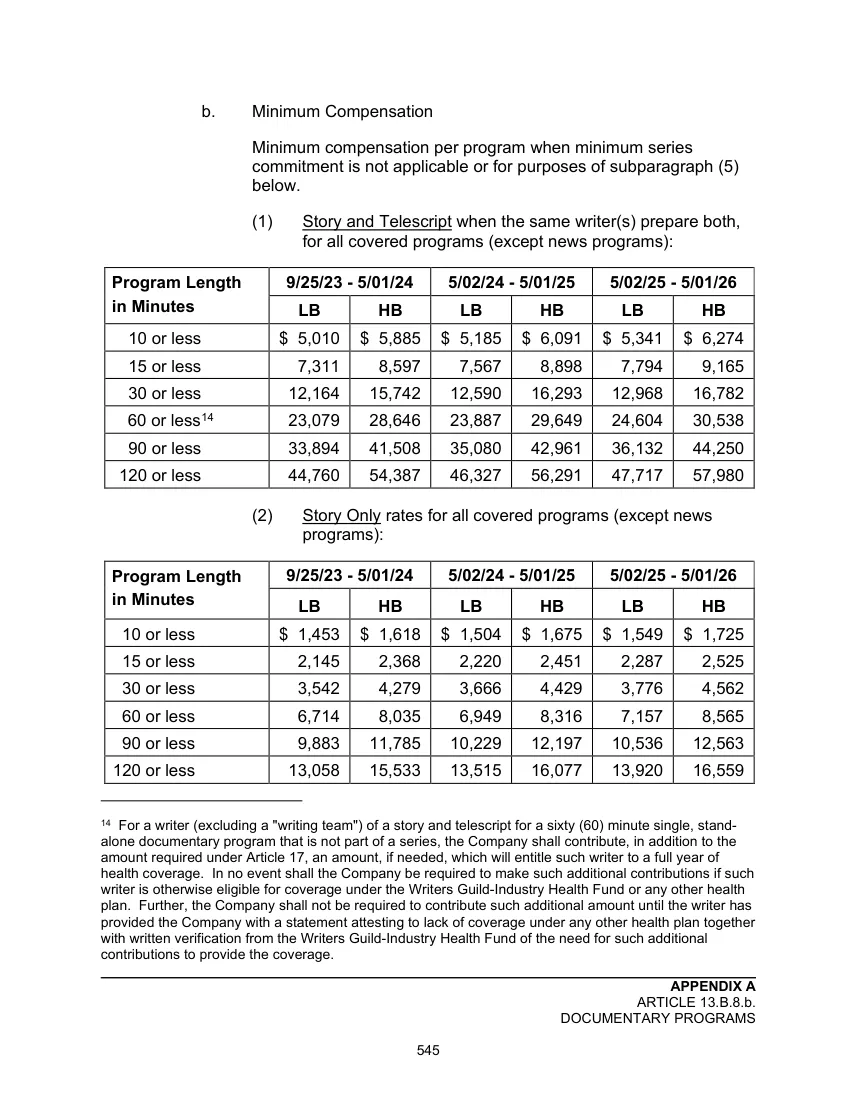 b. Minimum Compensation
Minimum compensation per program when minimum series
commitment is not applicable or for purposes of subparagraph (5)
below.
(1) Story and Telescript when the same writer(s) prepare both,
for all covered programs (except news programs):
Program Length in Minutes 9/25/23 - 5/01/24 5/02/24 - 5/01/25 5/02/25 - 5/01/26
LB HB LB HB LB HB
10 or less $ 5,010 $ 5,885 $ 5,185 $ 6,091 $ 5,341 $ 6,274
15 or less 7,311 8,597 7,567 8,898 7,794 9,165
30 or less 12,164 15,742 12,590 16,293 12,968 16,782
60 or less14 23,079 28,646 23,887 29,649 24,604 30,538
90 or less 33,894 41,508 35,080 42,961 36,132 44,250
120 or less 44,760 54,387 46,327 56,291 47,717 57,980
(2) Story Only rates for all covered programs (except news
programs):
Program Length in Minutes 9/25/23 - 5/01/24 5/02/24 - 5/01/25 5/02/25 - 5/01/26
LB HB LB HB LB HB
10 or less $ 1,453 $ 1,618 $ 1,504 $ 1,675 $ 1,549 $ 1,725
15 or less 2,145 2,368 2,220 2,451 2,287 2,525
30 or less 3,542 4,279 3,666 4,429 3,776 4,562
60 or less 6,714 8,035 6,949 8,316 7,157 8,565
90 or less 9,883 11,785 10,229 12,197 10,536 12,563
120 or less 13,058 15,533 13,515 16,077 13,920 16,559
14 For a writer (excluding a "writing team") of a story and telescript for a sixty (60) minute single, stand-
alone documentary program that is not part of a series, the Company shall contribute, in addition to the
amount required under Article 17, an amount, if needed, which will entitle such writer to a full year of
health coverage. In no event shall the Company be required to make such additional contributions if such
writer is otherwise eligible for coverage under the Writers Guild-Industry Health Fund or any other health
plan. Further, the Company shall not be required to contribute such additional amount until the writer has
provided the Company with a statement attesting to lack of coverage under any other health plan together
with written verification from the Writers Guild-Industry Health Fund of the need for such additional
contributions to provide the coverage.
APPENDIX A
ARTICLE 13.B.8.b.
DOCUMENTARY PROGRAMS
545